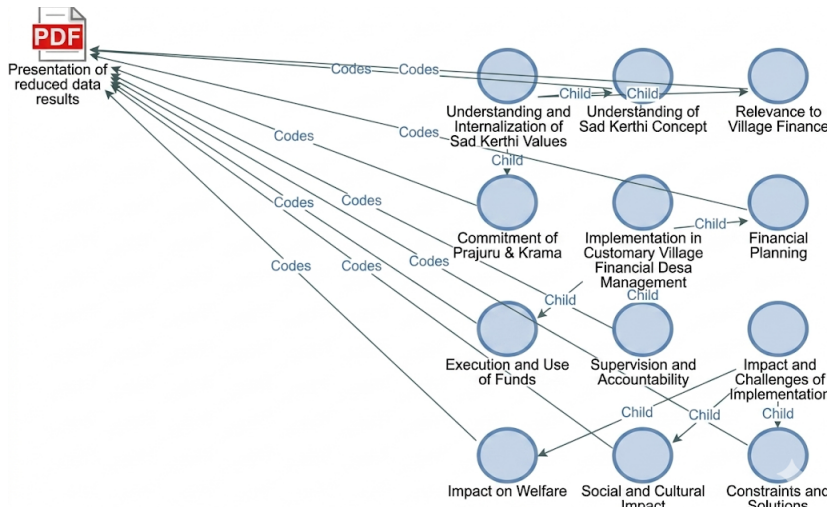 PDF
Presentation of
reduced data
results
Codes
Codes
Child
Child
Understanding and
Internalization of
Sad Kerthi Values
Understanding of
Sad Kerthi Concept
Relevance to
Village Finance
Codes
Codes
Child
Commitment of
Prajuru & Krama
Implementation in
Customary Village
Financial Desa
Management
Child
Financial
Planning
Codes
Codes
Codes
Codes
Codes
Child
Child
Execution and Use
of Funds
Supervision and
Accountability
Impact and
Challenges of
Implementation
Child
Child
Child
Impact on Welfare
Social and Cultural
Impact
Constraints and
Solutions